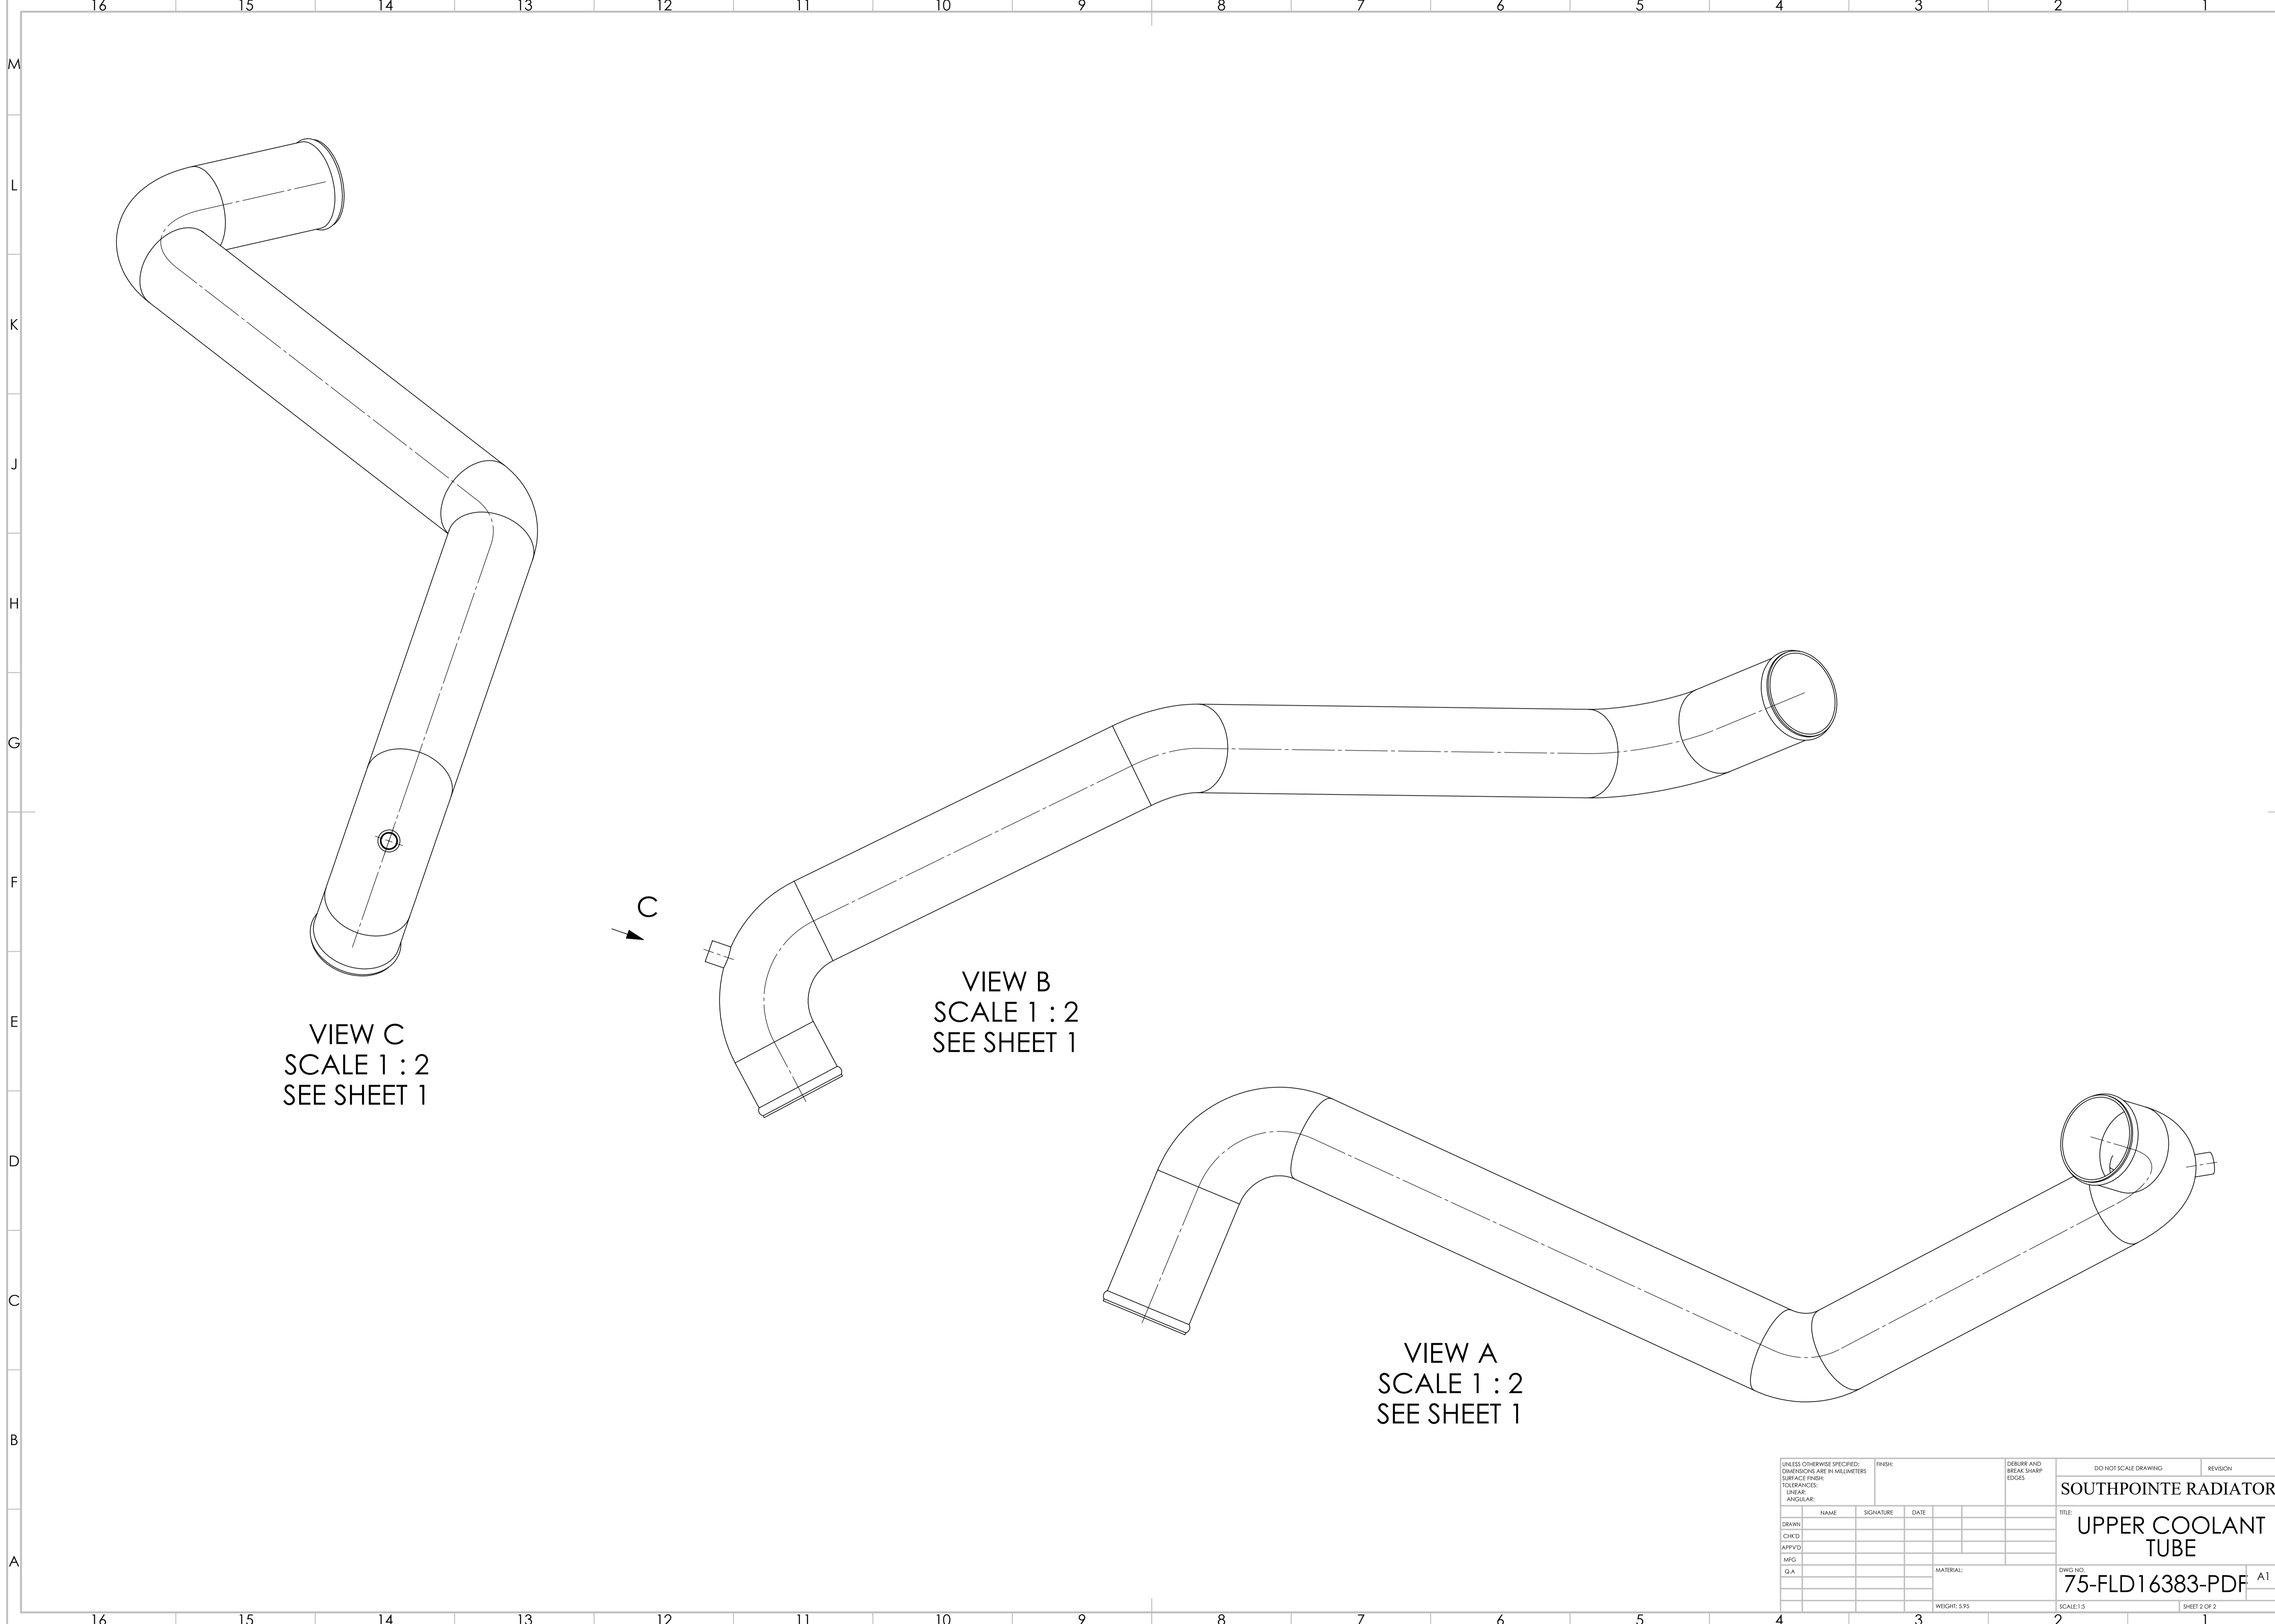 16 15 14 13 12 11 10 9 8 7 6 5 4 3 2 1
M
L
K
J
H
G
F
E
D
C
B
A
C
VIEW C
SCALE 1 : 2
SEE SHEET 1
VIEW B
SCALE 1 : 2
SEE SHEET 1
VIEW A
SCALE 1 : 2
SEE SHEET 1
UNLESS OTHERWISE SPECIFIED:
DIMENSIONS ARE IN MILLIMETERS
SURFACE FINISH:
TOLERANCES:
LINEAR:
ANGULAR:
FINISH:
DEBURR AND
BREAK SHARP
EDGES
DO NOT SCALE DRAWING
REVISION
SOUTHPOINTE RADIATOR
NAME SIGNATURE DATE
DRAWN
CHK'D
APPV'D
MFG
Q.A
MATERIAL:
WEIGHT: 5.95
TITLE:
UPPER COOLANT
TUBE
DWG NO.
75-FLD16383-PDF
A1
SCALE:1:5
SHEET 2 OF 2
16 15 14 13 12 11 10 9 8 7 6 5 4 3 2 1